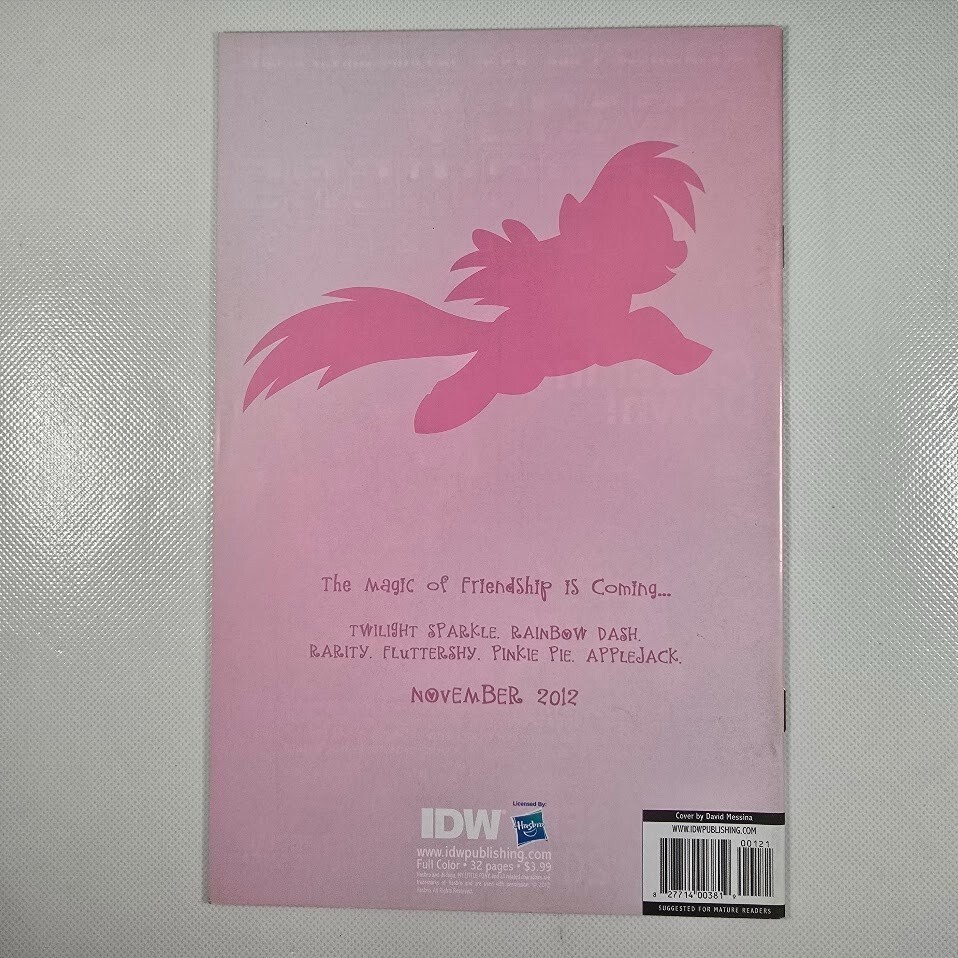 The Magic of Friendship is Coming...
TWILIGHT SPARKLE. RAINBOW DASH.
RARITY. FLUTTERSHY. PINKIE PIE. APPLEJACK.
NOVEMBER 2012
IDW
Licensed By:
Hasbro
www.idwpublishing.com
Full Color • 32 pages • $3.99
Cover by David Messina
WWW.IDWPUBLISHING.COM
00121
8 27714 00381 9
SUGGESTED FOR MATURE READERS